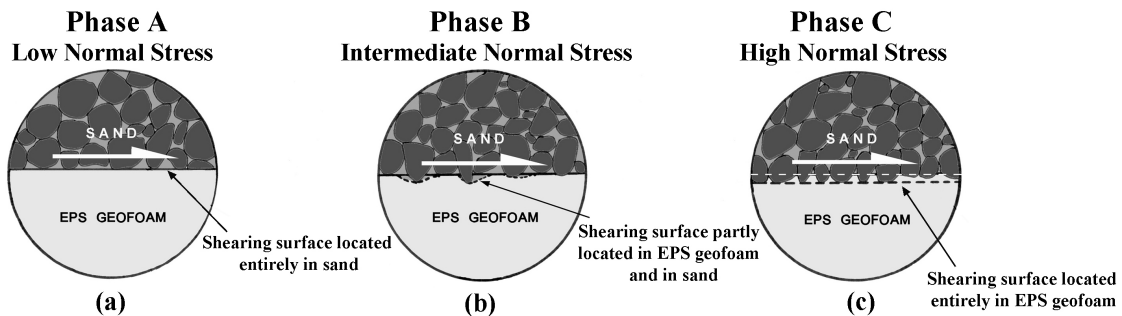 Phase A
Low Normal Stress
SAND
EPS GEOFOAM
Shearing surface located
entirely in sand
(a)
Phase B
Intermediate Normal Stress
SAND
EPS GEOFOAM
Shearing surface partly
located in EPS geofoam
and in sand
(b)
Phase C
High Normal Stress
SAND
EPS GEOFOAM
Shearing surface located
entirely in EPS geofoam
(c)